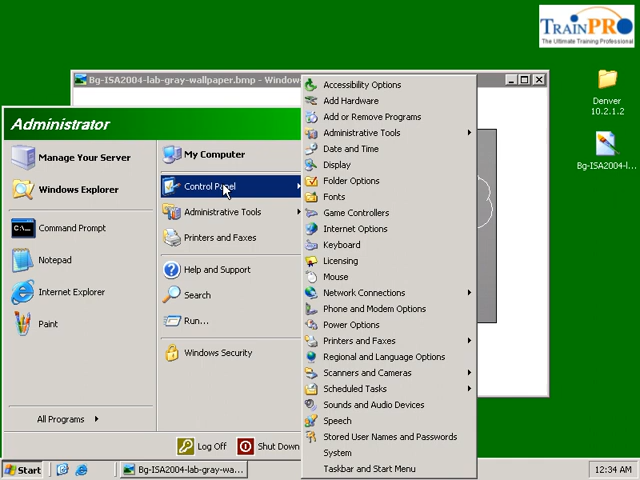 TRAINPRO
The Ultimate Training Professional
Bg-ISA2004-lab-gray-wallpaper.bmp - Window
Denver
10.2.1.2
Bg-ISA2004-l...
Administrator
Manage Your Server
Windows Explorer
Command Prompt
Notepad
Internet Explorer
Paint
All Programs
My Computer
Control Panel
Administrative Tools
Printers and Faxes
Help and Support
Search
Run...
Windows Security
Log Off
Shut Down
Accessibility Options
Add Hardware
Add or Remove Programs
Administrative Tools
Date and Time
Display
Folder Options
Fonts
Game Controllers
Internet Options
Keyboard
Licensing
Mouse
Network Connections
Phone and Modem Options
Power Options
Printers and Faxes
Regional and Language Options
Scanners and Cameras
Scheduled Tasks
Sounds and Audio Devices
Speech
Stored User Names and Passwords
System
Taskbar and Start Menu
Start
Bg-ISA2004-lab-gray-wa...
12:34 AM